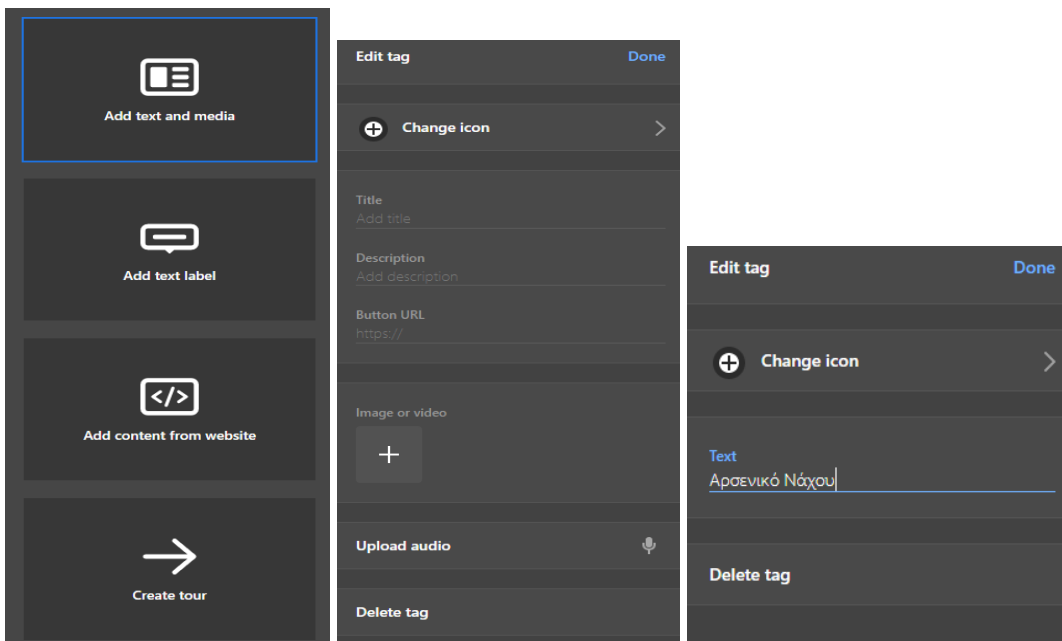 Add text and media
Add text label
Add content from website
Create tour
Edit tag
Done
Change icon
Title
Add title
Description
Add description
Button URL
https://
Image or video
Upload audio
Delete tag
Edit tag
Done
Change icon
Text
Αρσενικό Νάχου
Delete tag